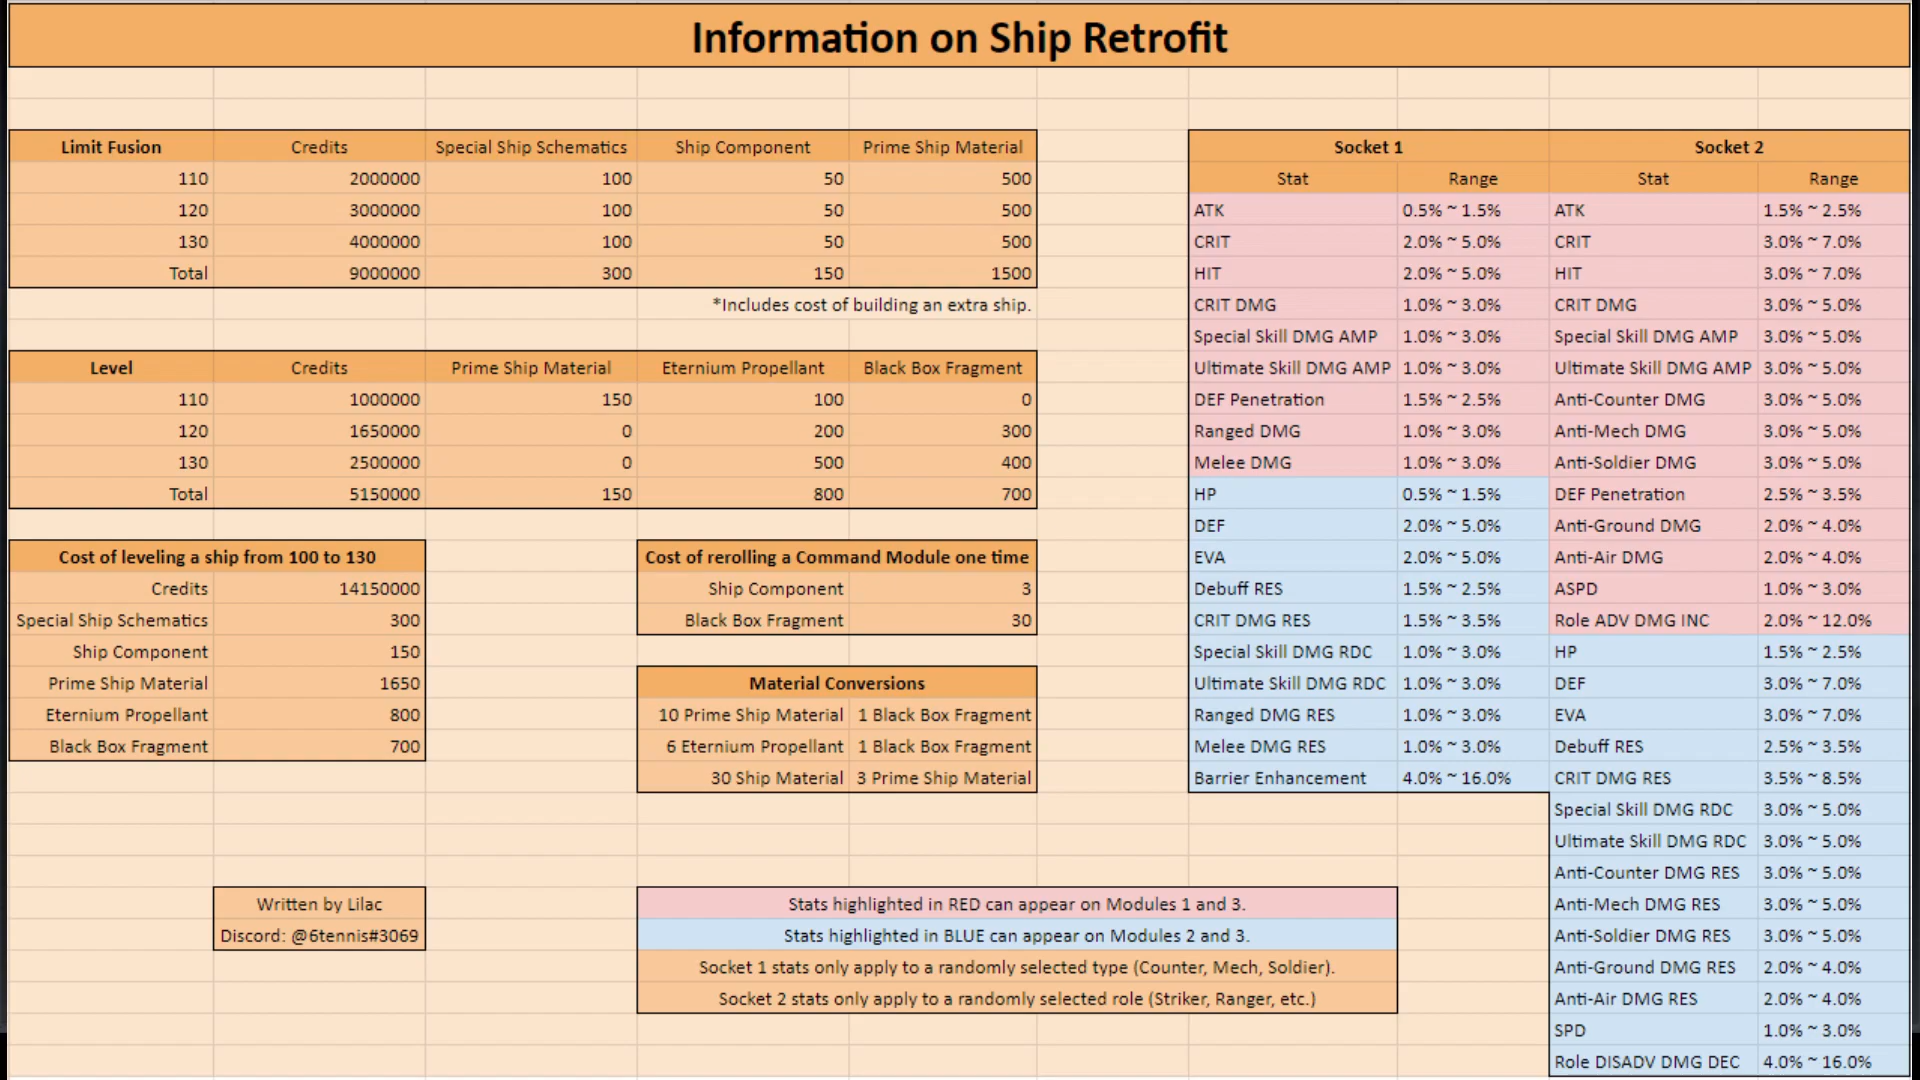 Information on Ship Retrofit
Limit Fusion Credits Special Ship Schematics Ship Component Prime Ship Material
110 2000000 100 50 500
120 3000000 100 50 500
130 4000000 100 50 500
Total 9000000 300 150 1500
*Includes cost of building an extra ship.
Level Credits Prime Ship Material Eternium Propellant Black Box Fragment
110 1000000 150 100 0
120 1650000 0 200 300
130 2500000 0 500 400
Total 5150000 150 800 700
Cost of leveling a ship from 100 to 130
Credits 14150000
Special Ship Schematics 300
Ship Component 150
Prime Ship Material 1650
Eternium Propellant 800
Black Box Fragment 700
Cost of rerolling a Command Module one time
Ship Component 3
Black Box Fragment 30
Material Conversions
10 Prime Ship Material 1 Black Box Fragment
6 Eternium Propellant 1 Black Box Fragment
30 Ship Material 3 Prime Ship Material
Written by Lilac
Discord: @6tennis#3069
Stats highlighted in RED can appear on Modules 1 and 3.
Stats highlighted in BLUE can appear on Modules 2 and 3.
Socket 1 stats only apply to a randomly selected type (Counter, Mech, Soldier).
Socket 2 stats only apply to a randomly selected role (Striker, Ranger, etc.)
Socket 1 Socket 2
Stat Range Stat Range
ATK 0.5% ~ 1.5% ATK 1.5% ~ 2.5%
CRIT 2.0% ~ 5.0% CRIT 3.0% ~ 7.0%
HIT 2.0% ~ 5.0% HIT 3.0% ~ 7.0%
CRIT DMG 1.0% ~ 3.0% CRIT DMG 3.0% ~ 5.0%
Special Skill DMG AMP 1.0% ~ 3.0% Special Skill DMG AMP 3.0% ~ 5.0%
Ultimate Skill DMG AMP 1.0% ~ 3.0% Ultimate Skill DMG AMP 3.0% ~ 5.0%
DEF Penetration 1.5% ~ 2.5% Anti-Counter DMG 3.0% ~ 5.0%
Ranged DMG 1.0% ~ 3.0% Anti-Mech DMG 3.0% ~ 5.0%
Melee DMG 1.0% ~ 3.0% Anti-Soldier DMG 3.0% ~ 5.0%
HP 0.5% ~ 1.5% DEF Penetration 2.5% ~ 3.5%
DEF 2.0% ~ 5.0% Anti-Ground DMG 2.0% ~ 4.0%
EVA 2.0% ~ 5.0% Anti-Air DMG 2.0% ~ 4.0%
Debuff RES 1.5% ~ 2.5% ASPD 1.0% ~ 3.0%
CRIT DMG RES 1.5% ~ 3.5% Role ADV DMG INC 2.0% ~ 12.0%
Special Skill DMG RDC 1.0% ~ 3.0% HP 1.5% ~ 2.5%
Ultimate Skill DMG RDC 1.0% ~ 3.0% DEF 3.0% ~ 7.0%
Ranged DMG RES 1.0% ~ 3.0% EVA 3.0% ~ 7.0%
Melee DMG RES 1.0% ~ 3.0% Debuff RES 2.5% ~ 3.5%
Barrier Enhancement 4.0% ~ 16.0% CRIT DMG RES 3.5% ~ 8.5%
Special Skill DMG RDC 3.0% ~ 5.0%
Ultimate Skill DMG RDC 3.0% ~ 5.0%
Anti-Counter DMG RES 3.0% ~ 5.0%
Anti-Mech DMG RES 3.0% ~ 5.0%
Anti-Soldier DMG RES 3.0% ~ 5.0%
Anti-Ground DMG RES 2.0% ~ 4.0%
Anti-Air DMG RES 2.0% ~ 4.0%
SPD 1.0% ~ 3.0%
Role DISADV DMG DEC 4.0% ~ 16.0%